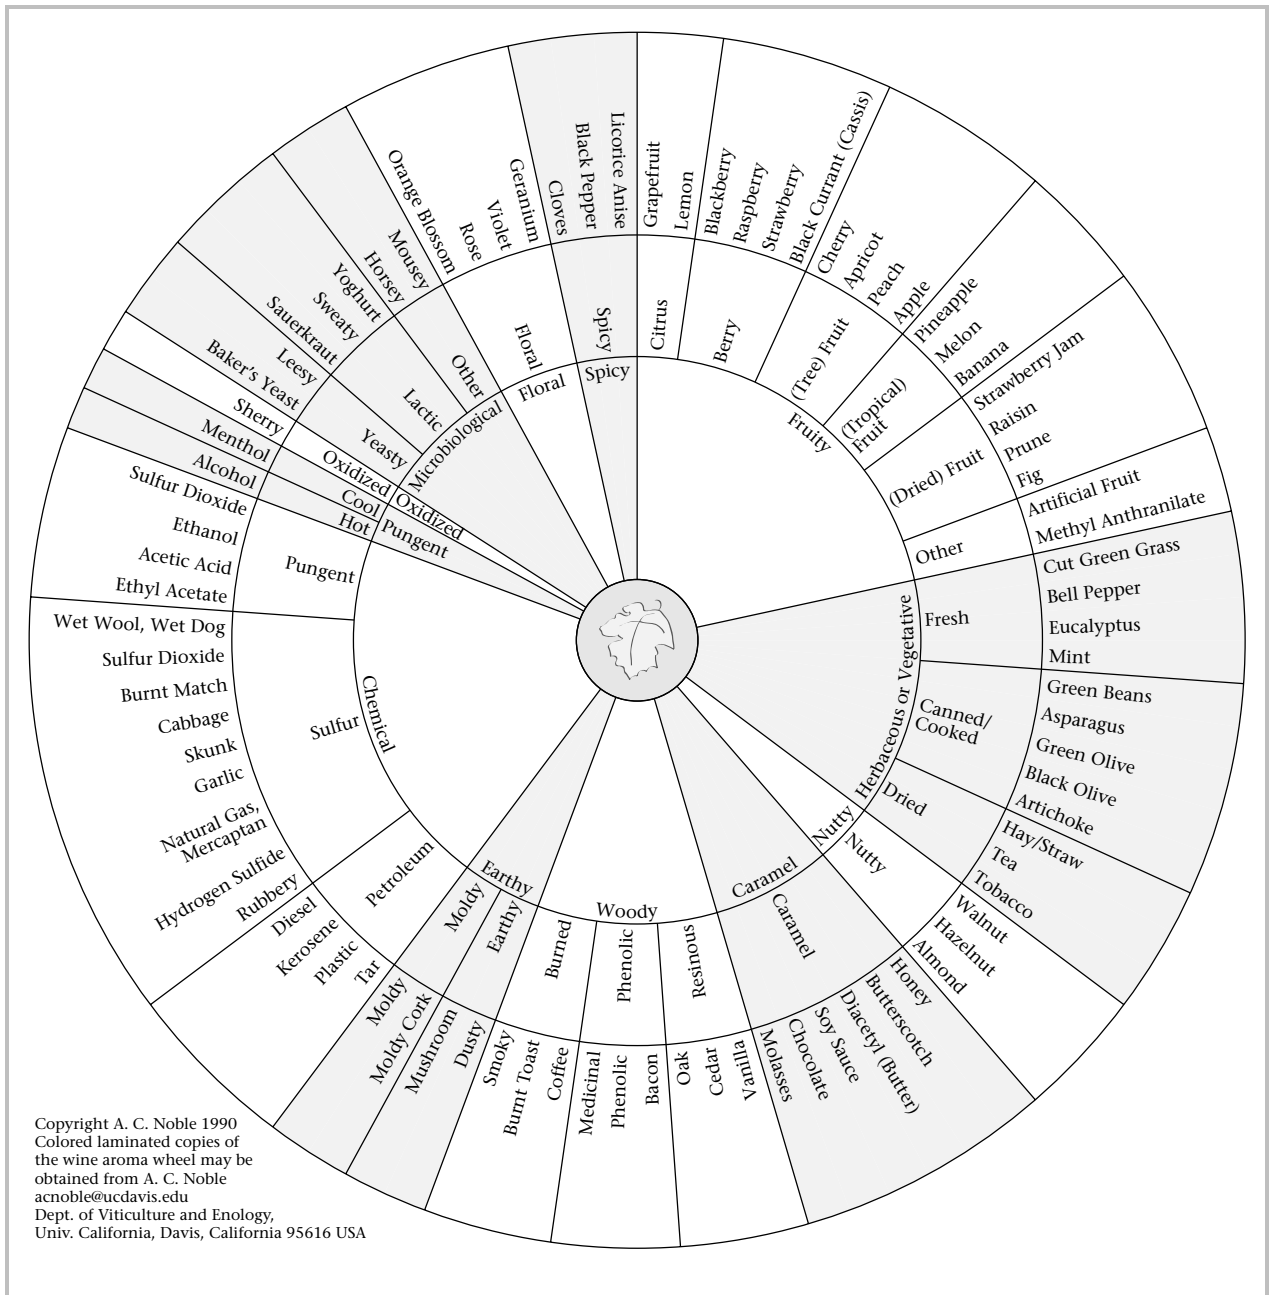 Spicy
Spicy
Cloves
Black Pepper
Licorice Anise
Fruity
Citrus
Grapefruit
Lemon
Berry
Blackberry
Raspberry
Strawberry
Black Currant (Cassis)
(Tree) Fruit
Cherry
Apricot
Peach
Apple
(Tropical)
Fruit
Pineapple
Melon
Banana
(Dried) Fruit
Strawberry Jam
Raisin
Prune
Fig
Other
Artificial Fruit
Methyl Anthranilate
Herbaceous or Vegetative
Fresh
Cut Green Grass
Bell Pepper
Eucalyptus
Mint
Canned/
Cooked
Green Beans
Asparagus
Green Olive
Black Olive
Artichoke
Dried
Hay/Straw
Tea
Tobacco
Nutty
Nutty
Walnut
Hazelnut
Almond
Caramel
Caramel
Honey
Butterscotch
Diacetyl (Butter)
Soy Sauce
Chocolate
Molasses
Woody
Resinous
Vanilla
Cedar
Oak
Phenolic
Bacon
Phenolic
Medicinal
Burned
Coffee
Burnt Toast
Smoky
Earthy
Earthy
Dusty
Mushroom
Moldy
Moldy Cork
Moldy
Chemical
Petroleum
Tar
Plastic
Kerosene
Diesel
Sulfur
Rubbery
Hydrogen Sulfide
Natural Gas,
Mercaptan
Garlic
Skunk
Cabbage
Burnt Match
Sulfur Dioxide
Wet Wool, Wet Dog
Pungent
Ethyl Acetate
Acetic Acid
Ethanol
Sulfur Dioxide
Pungent
Hot
Alcohol
Cool
Menthol
Oxidized
Oxidized
Sherry
Microbiological
Yeasty
Baker's Yeast
Leesy
Lactic
Sauerkraut
Sweaty
Yoghurt
Other
Horsey
Mousey
Floral
Floral
Orange Blossom
Rose
Violet
Geranium
Copyright A. C. Noble 1990
Colored laminated copies of
the wine aroma wheel may be
obtained from A. C. Noble
acnoble@ucdavis.edu
Dept. of Viticulture and Enology,
Univ. California, Davis, California 95616 USA